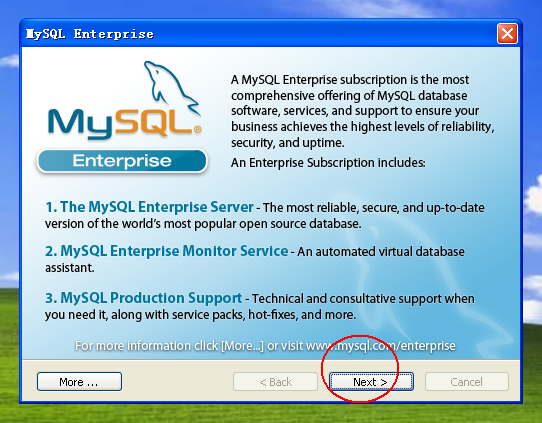 MySQL Enterprise
MySQL®
Enterprise
A MySQL Enterprise subscription is the most
comprehensive offering of MySQL database
software, services, and support to ensure your
business achieves the highest levels of reliability,
security, and uptime.
An Enterprise Subscription includes:
1. The MySQL Enterprise Server - The most reliable, secure, and up-to-date
version of the world's most popular open source database.
2. MySQL Enterprise Monitor Service - An automated virtual database
assistant.
3. MySQL Production Support - Technical and consultative support when
you need it, along with service packs, hot-fixes, and more.
For more information click [More...] or visit www.mysql.com/enterprise
More ...
< Back
Next >
Cancel